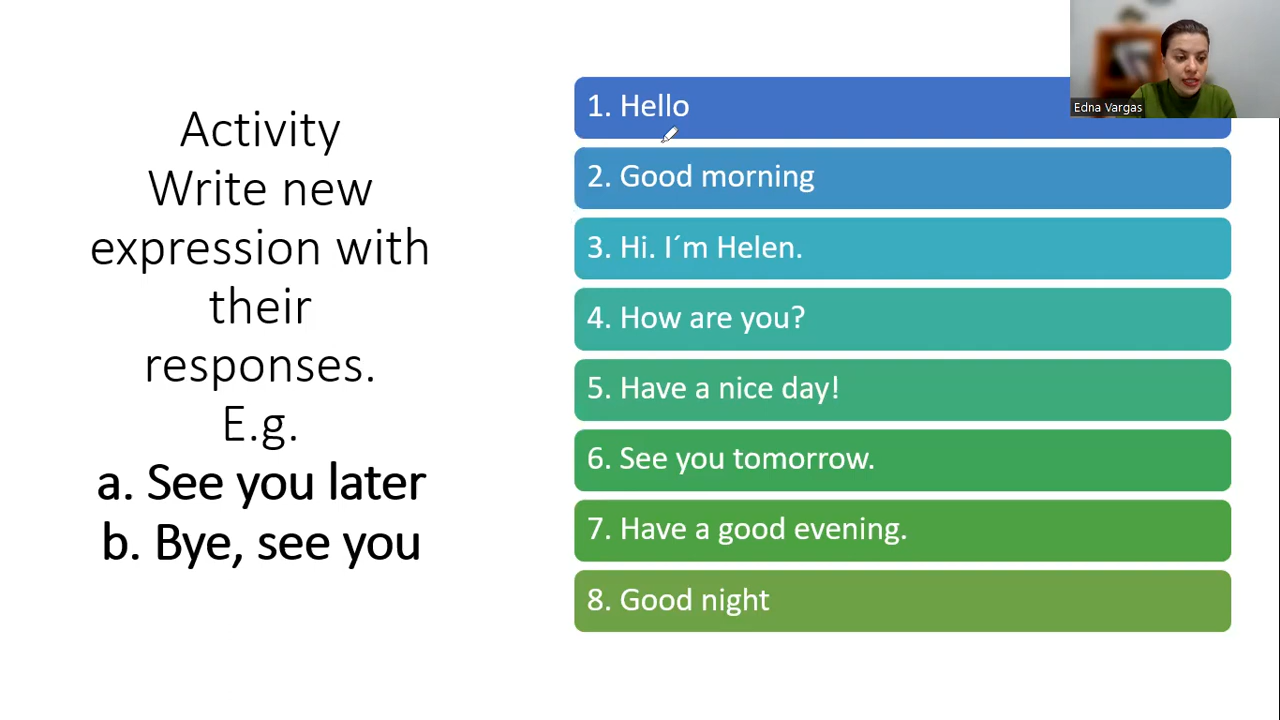 Activity
Write new
expression with
their
responses.
E.g.
a. See you later
b. Bye, see you
1. Hello
2. Good morning
3. Hi. I´m Helen.
4. How are you?
5. Have a nice day!
6. See you tomorrow.
7. Have a good evening.
8. Good night
Edna Vargas